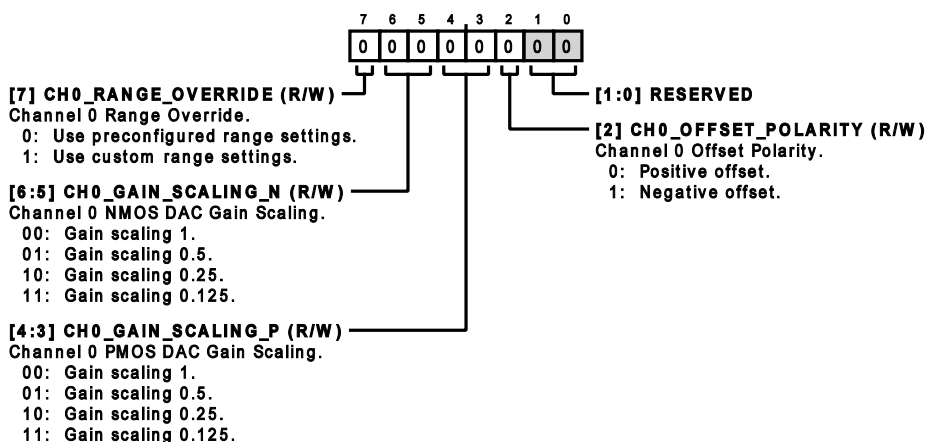 7 6 5 4 3 2 1 0
0 0 0 0 0 0 0 0
[7] CH0_RANGE_OVERRIDE (R/W)
Channel 0 Range Override.
0: Use preconfigured range settings.
1: Use custom range settings.
[6:5] CH0_GAIN_SCALING_N (R/W)
Channel 0 NMOS DAC Gain Scaling.
00: Gain scaling 1.
01: Gain scaling 0.5.
10: Gain scaling 0.25.
11: Gain scaling 0.125.
[4:3] CH0_GAIN_SCALING_P (R/W)
Channel 0 PMOS DAC Gain Scaling.
00: Gain scaling 1.
01: Gain scaling 0.5.
10: Gain scaling 0.25.
11: Gain scaling 0.125.
[1:0] RESERVED
[2] CH0_OFFSET_POLARITY (R/W)
Channel 0 Offset Polarity.
0: Positive offset.
1: Negative offset.